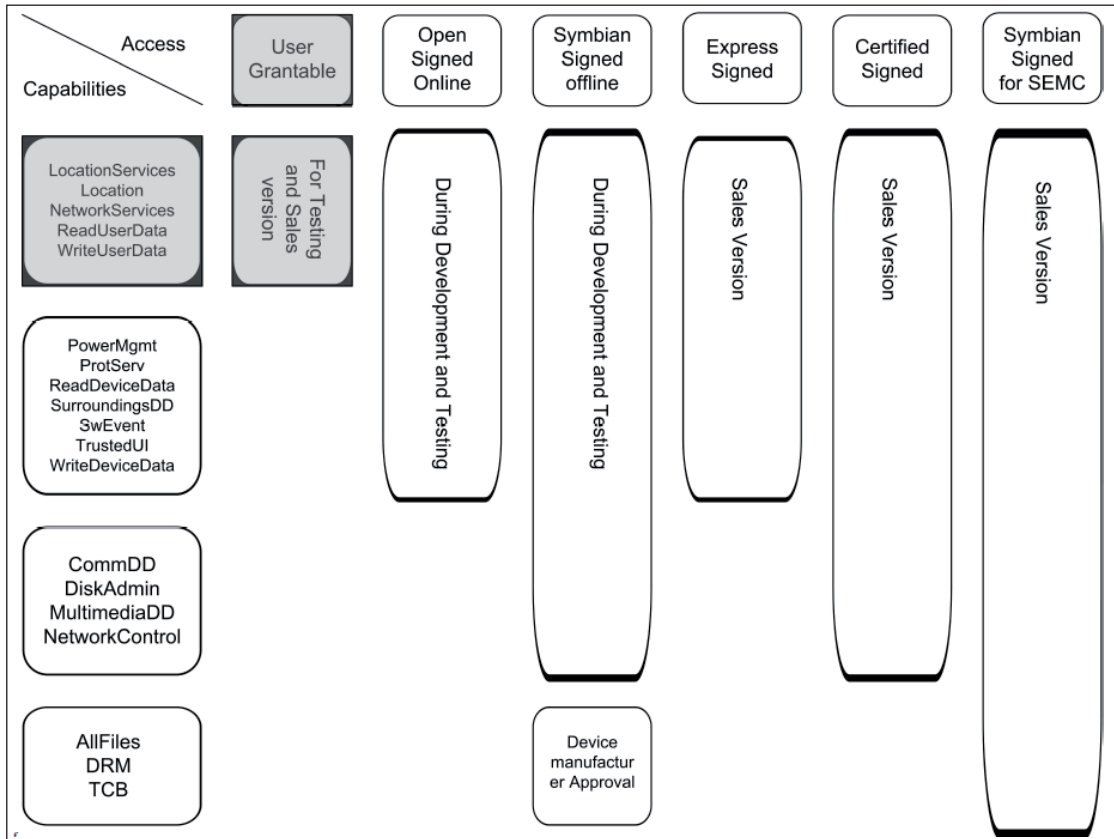 Access
Capabilities
User
Grantable
Open
Signed
Online
Symbian
Signed
offline
Express
Signed
Certified
Signed
Symbian
Signed
for SEMC
LocationServices
Location
NetworkServices
ReadUserData
WriteUserData
For Testing
and Sales
version
During Development and Testing
During Development and Testing
Sales Version
Sales Version
Sales Version
PowerMgmt
ProtServ
ReadDeviceData
SurroundingsDD
SwEvent
TrustedUI
WriteDeviceData
CommDD
DiskAdmin
MultimediaDD
NetworkControl
AllFiles
DRM
TCB
Device
manufactur
er Approval